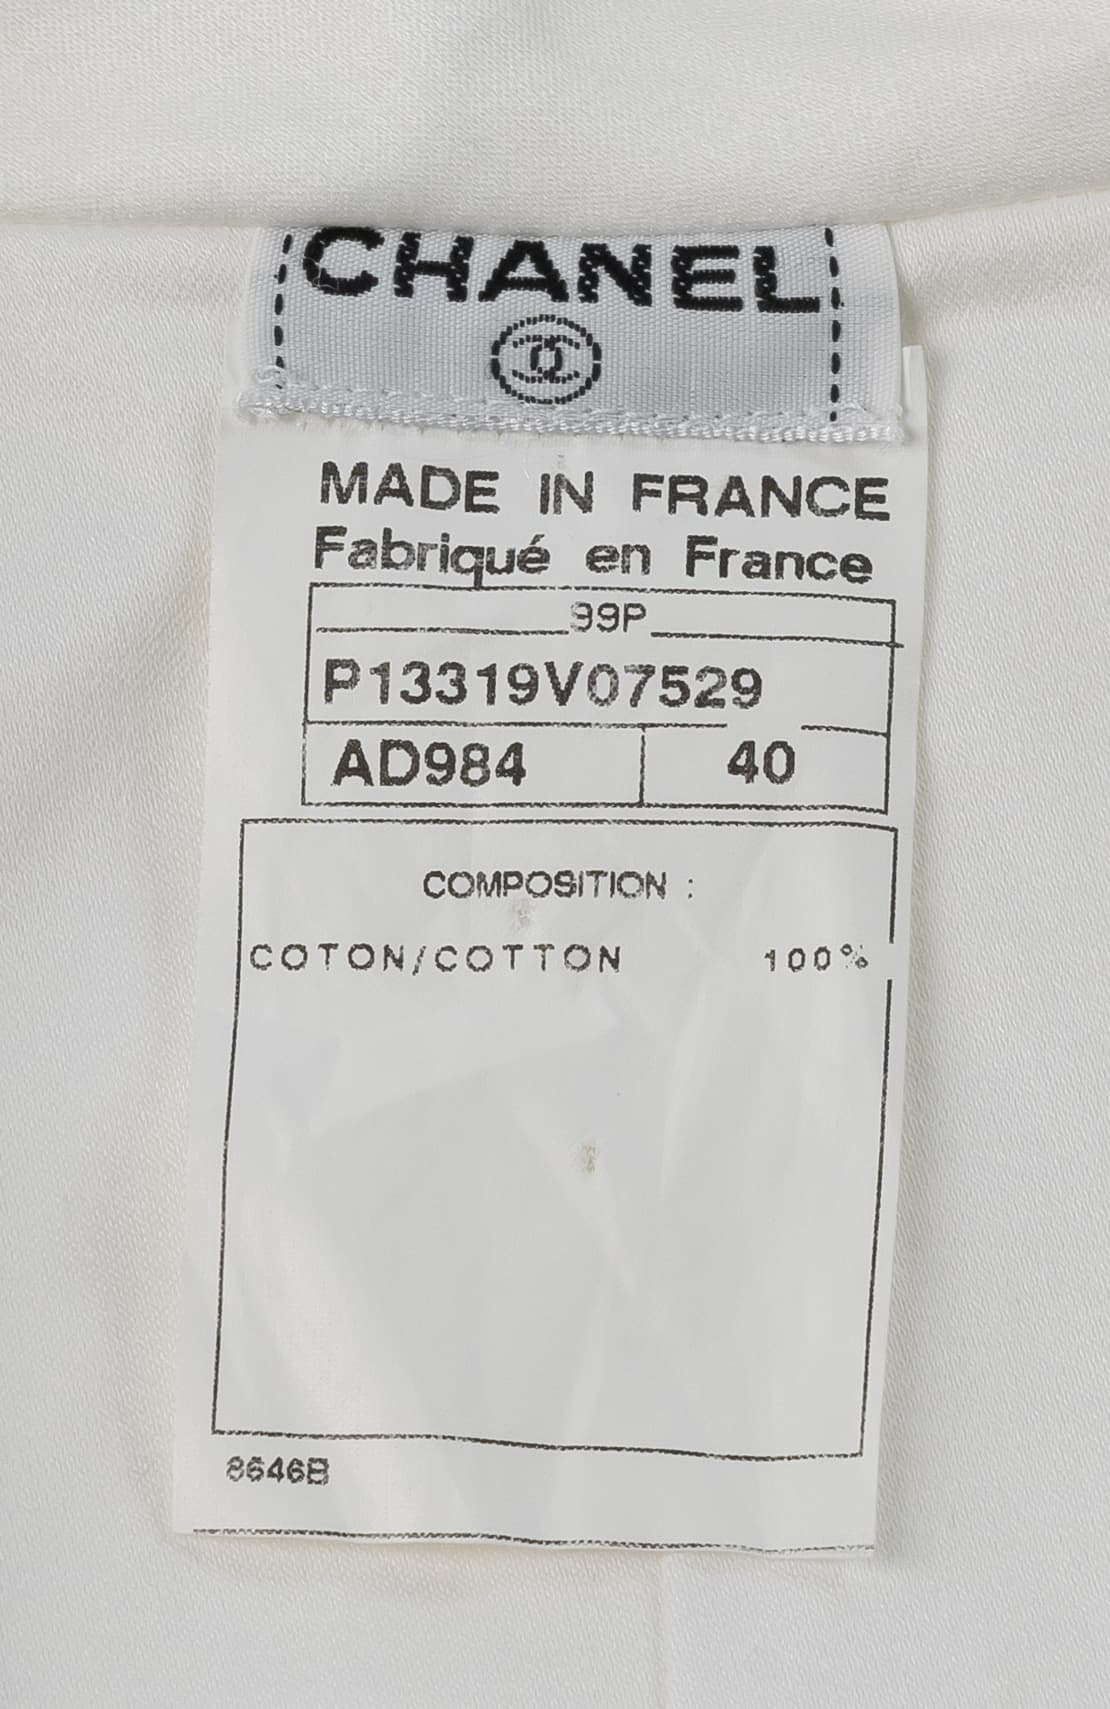 CHANEL
MADE IN FRANCE
Fabriqué en France
99P
P13319V07529
AD984 40
COMPOSITION :
COTON/COTTON 100%
8646B